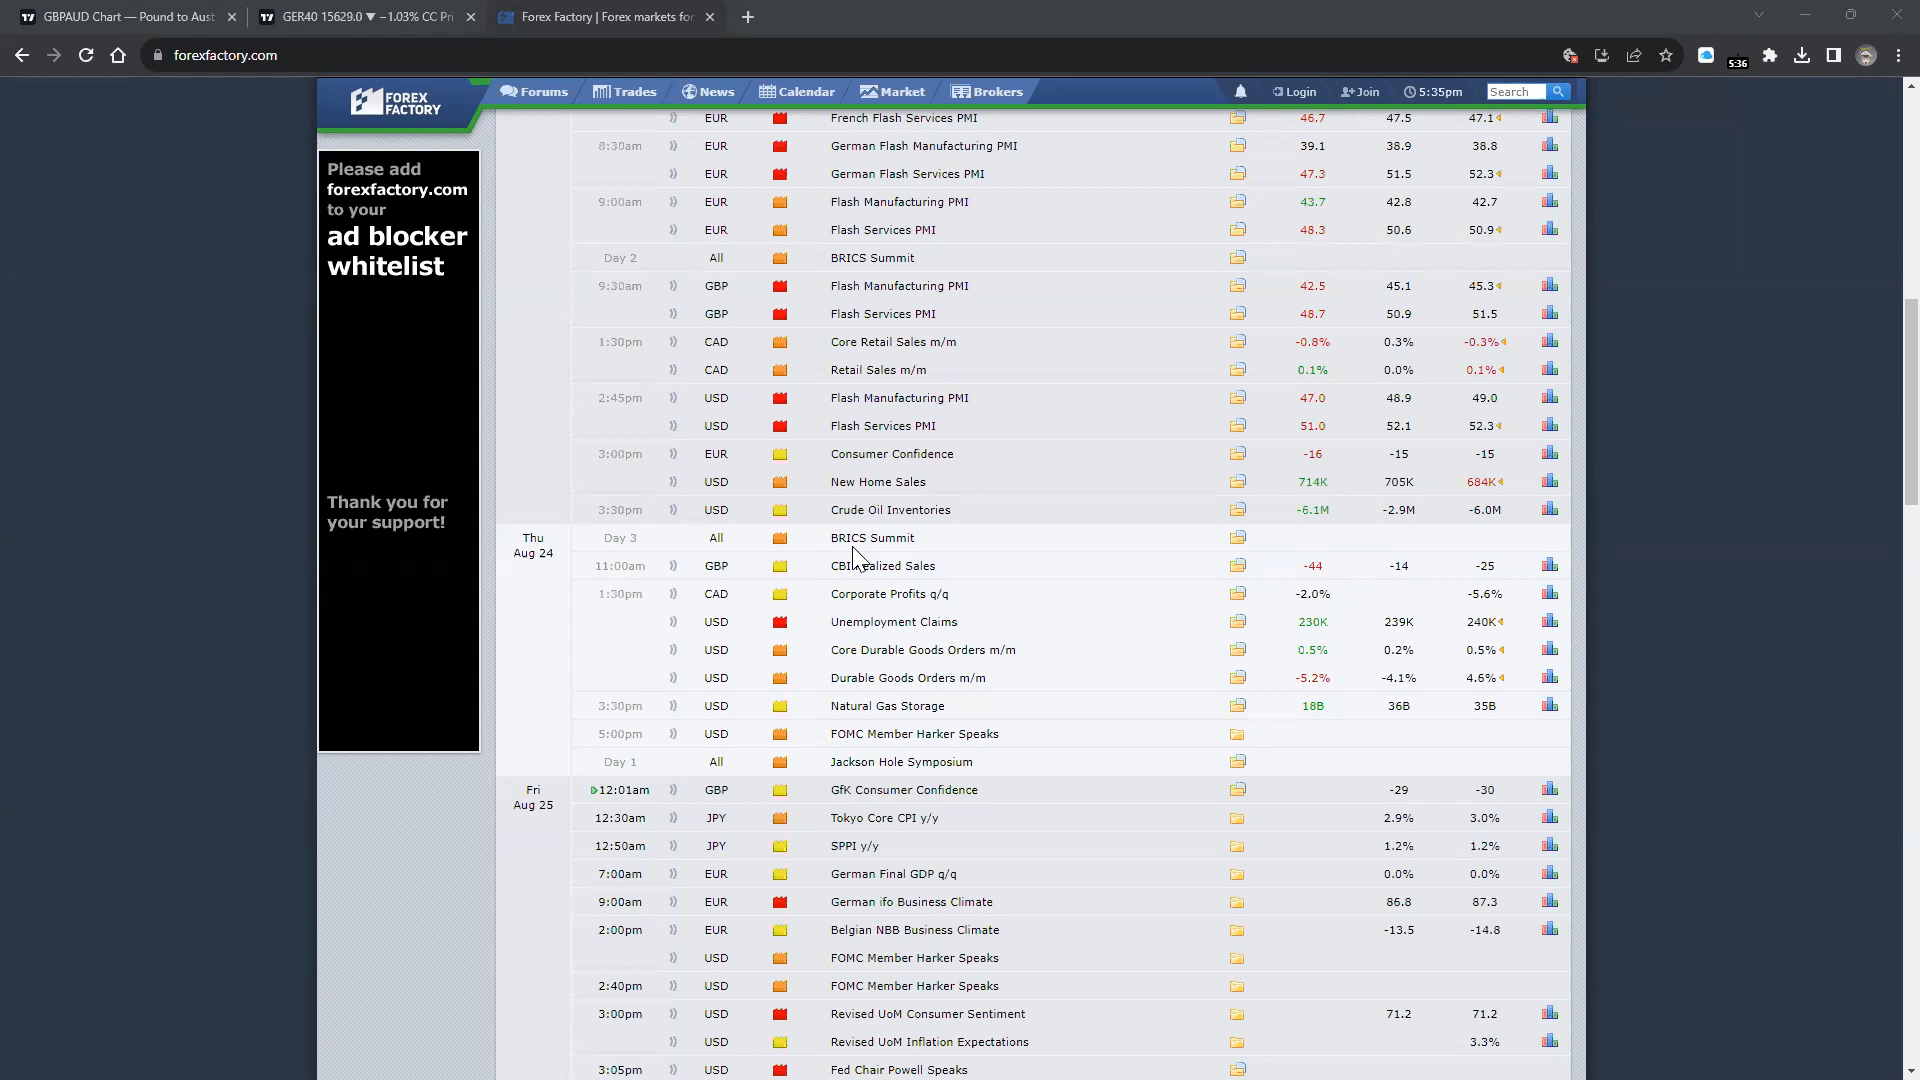 GBPAUD Chart — Pound to Aust
GER40 15629.0 ▼ −1.03% CC Pri
Forex Factory | Forex markets for
forexfactory.com
5:36
FOREX FACTORY
Forums Trades News Calendar Market Brokers Login Join 5:35pm Search
Please add
forexfactory.com
to your
ad blocker
whitelist
Thank you for
your support!
EUR French Flash Services PMI 46.7 47.5 47.1
8:30am EUR German Flash Manufacturing PMI 39.1 38.9 38.8
EUR German Flash Services PMI 47.3 51.5 52.3
9:00am EUR Flash Manufacturing PMI 43.7 42.8 42.7
EUR Flash Services PMI 48.3 50.6 50.9
Day 2 All BRICS Summit
9:30am GBP Flash Manufacturing PMI 42.5 45.1 45.3
GBP Flash Services PMI 48.7 50.9 51.5
1:30pm CAD Core Retail Sales m/m -0.8% 0.3% -0.3%
CAD Retail Sales m/m 0.1% 0.0% 0.1%
2:45pm USD Flash Manufacturing PMI 47.0 48.9 49.0
USD Flash Services PMI 51.0 52.1 52.3
3:00pm EUR Consumer Confidence -16 -15 -15
USD New Home Sales 714K 705K 684K
3:30pm USD Crude Oil Inventories -6.1M -2.9M -6.0M
Thu Aug 24 Day 3 All BRICS Summit
11:00am GBP CBI Realized Sales -44 -14 -25
1:30pm CAD Corporate Profits q/q -2.0% -5.6%
USD Unemployment Claims 230K 239K 240K
USD Core Durable Goods Orders m/m 0.5% 0.2% 0.5%
USD Durable Goods Orders m/m -5.2% -4.1% 4.6%
3:30pm USD Natural Gas Storage 18B 36B 35B
5:00pm USD FOMC Member Harker Speaks
Day 1 All Jackson Hole Symposium
Fri Aug 25 12:01am GBP GfK Consumer Confidence -29 -30
12:30am JPY Tokyo Core CPI y/y 2.9% 3.0%
12:50am JPY SPPI y/y 1.2% 1.2%
7:00am EUR German Final GDP q/q 0.0% 0.0%
9:00am EUR German ifo Business Climate 86.8 87.3
2:00pm EUR Belgian NBB Business Climate -13.5 -14.8
USD FOMC Member Harker Speaks
2:40pm USD FOMC Member Harker Speaks
3:00pm USD Revised UoM Consumer Sentiment 71.2 71.2
USD Revised UoM Inflation Expectations 3.3%
3:05pm USD Fed Chair Powell Speaks